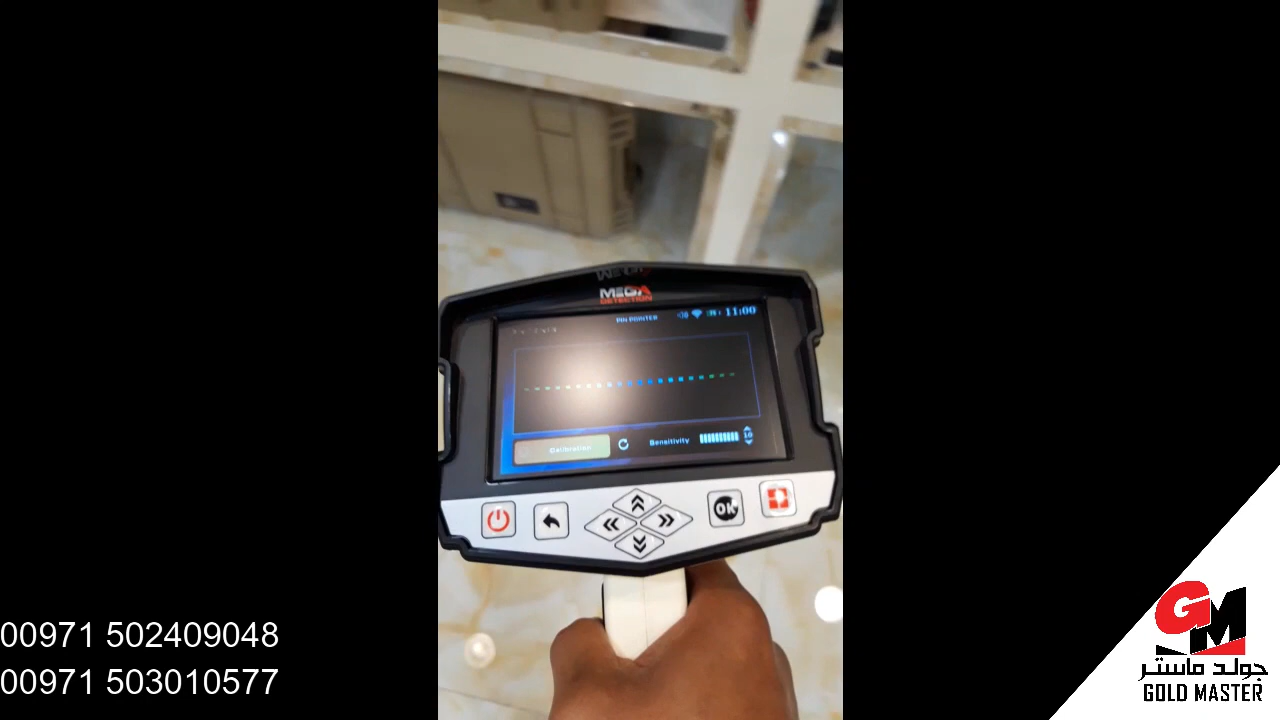 MEGA
DETECTION
PIN POINTER
11:00
Calibration
Sensitivity
10
OK
00971 502409048
00971 503010577
GM
جولد ماستر
GOLD MASTER